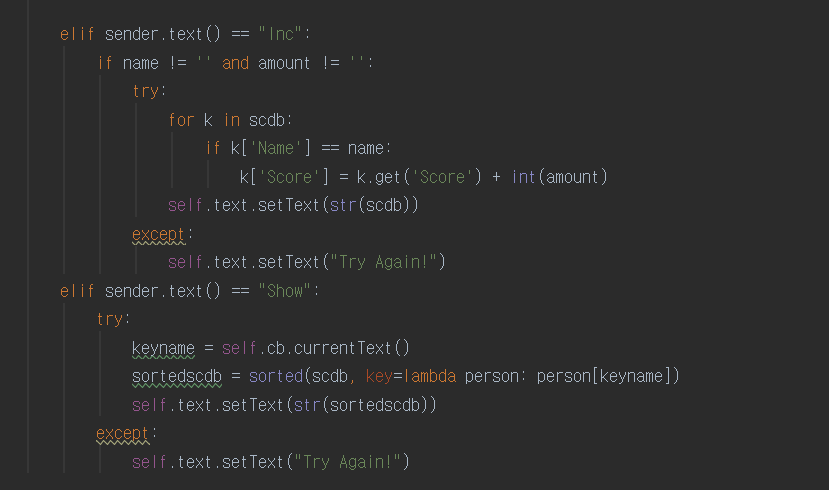 elif sender.text() == "Inc":
if name != '' and amount != '':
try:
for k in scdb:
if k['Name'] == name:
k['Score'] = k.get('Score') + int(amount)
self.text.setText(str(scdb))
except:
self.text.setText("Try Again!")
elif sender.text() == "Show":
try:
keyname = self.cb.currentText()
sortedscdb = sorted(scdb, key=lambda person: person[keyname])
self.text.setText(str(sortedscdb))
except:
self.text.setText("Try Again!")